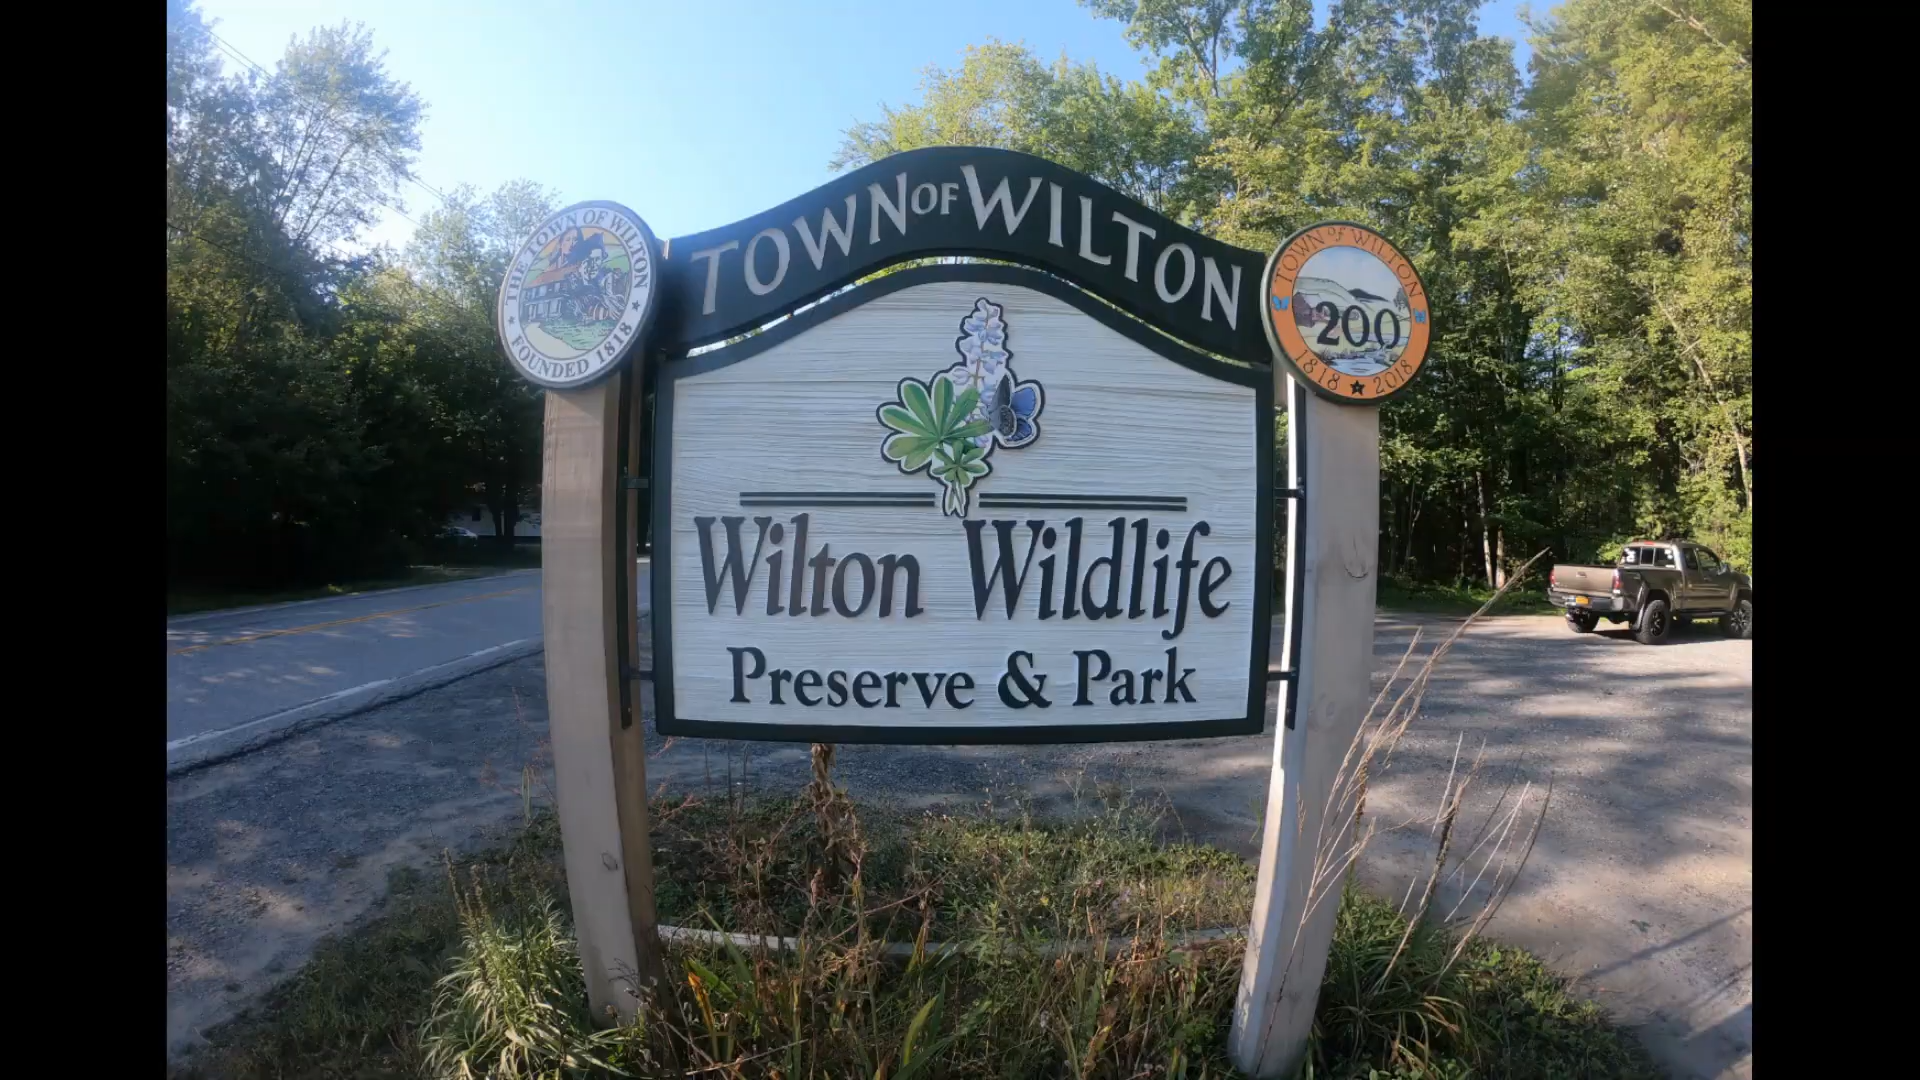 TOWN OF WILTON
THE TOWN OF WILTON
FOUNDED 1818
TOWN of WILTON
200
1818 2018
Wilton Wildlife
Preserve & Park